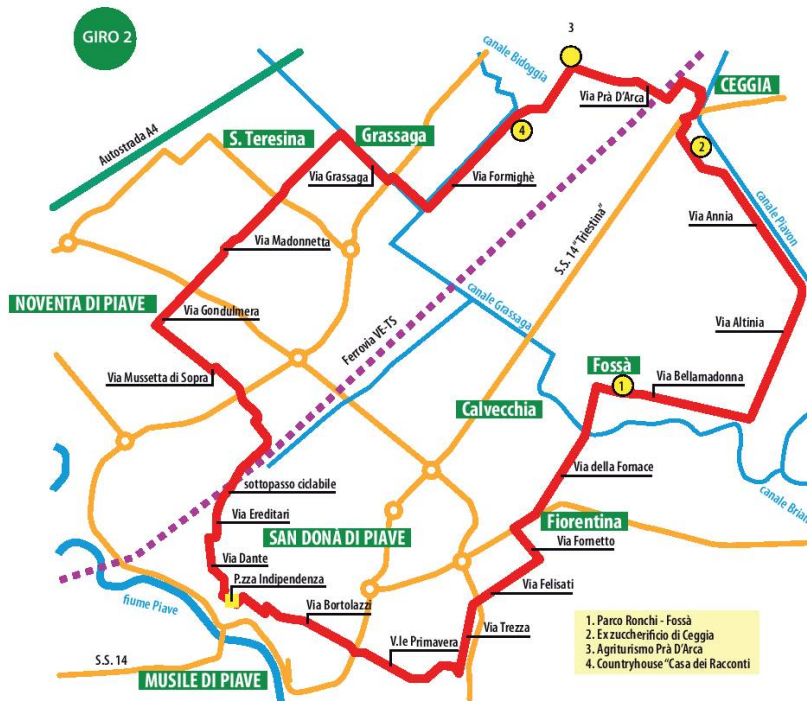 GIRO 2
3
canale Bidoggia
CEGGIA
Via Prà D'Arca
Autostrada A4
S. Teresina
Grassaga
4
2
Via Grassaga
Via Formighè
canale Piavon
Via Annia
Via Madonnetta
S.S. 14 "Triestina"
NOVENTA DI PIAVE
Via Gondulmera
canale Grassaga
Via Altinia
Ferrovia VE-TS
Fossà
Via Mussetta di Sopra
1
Via Bellamadonna
Calvecchia
Via della Fornace
sottopasso ciclabile
canale Brian
Via Ereditari
Fiorentina
SAN DONÀ DI PIAVE
Via Fornetto
Via Dante
P.zza Indipendenza
Via Felisati
fiume Piave
Via Bortolazzi
Via Trezza
V.le Primavera
S.S. 14
MUSILE DI PIAVE
1. Parco Ronchi - Fossà
2. Ex zuccherificio di Ceggia
3. Agriturismo Prà D'Arca
4. Countryhouse "Casa dei Racconti